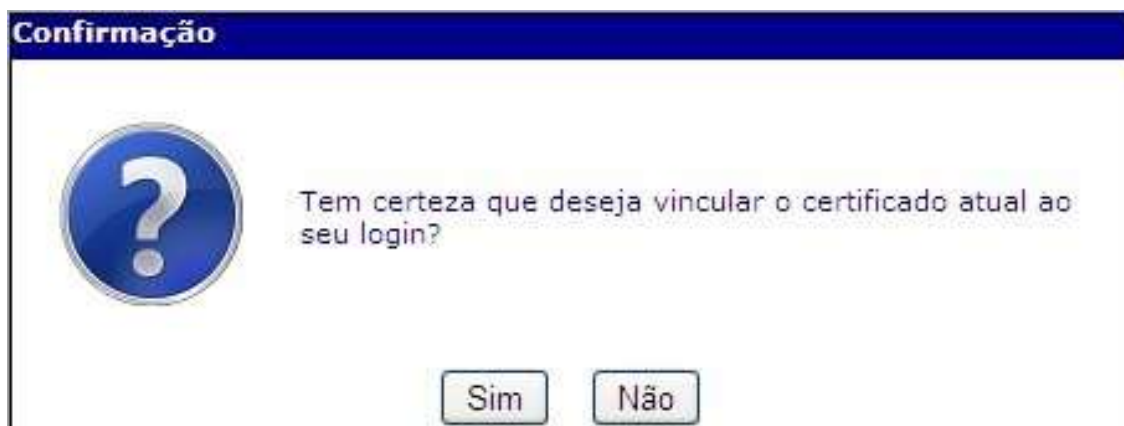 Confirmação
Tem certeza que deseja vincular o certificado atual ao
seu login?
Sim Não